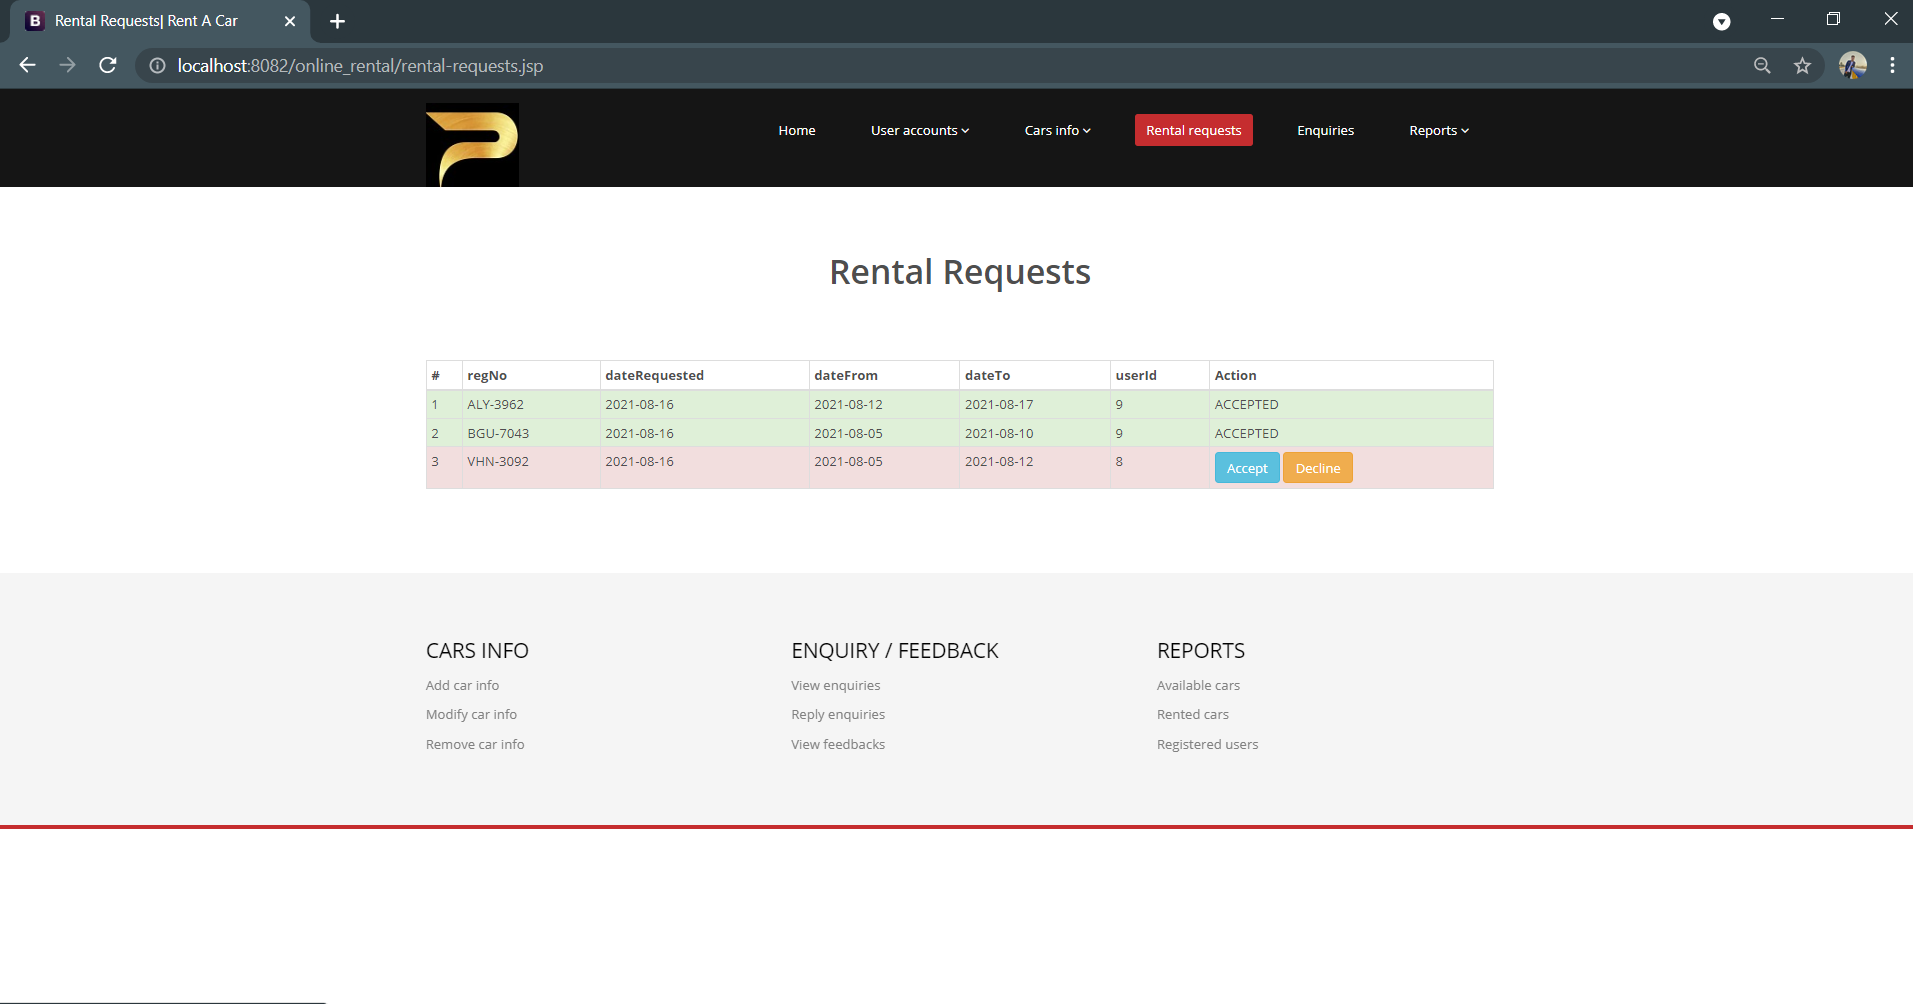 B Rental Requests| Rent A Car
localhost:8082/online_rental/rental-requests.jsp
Home User accounts Cars info Rental requests Enquiries Reports
Rental Requests
# regNo dateRequested dateFrom dateTo userId Action
1 ALY-3962 2021-08-16 2021-08-12 2021-08-17 9 ACCEPTED
2 BGU-7043 2021-08-16 2021-08-05 2021-08-10 9 ACCEPTED
3 VHN-3092 2021-08-16 2021-08-05 2021-08-12 8 Accept Decline
CARS INFO
Add car info
Modify car info
Remove car info
ENQUIRY / FEEDBACK
View enquiries
Reply enquiries
View feedbacks
REPORTS
Available cars
Rented cars
Registered users